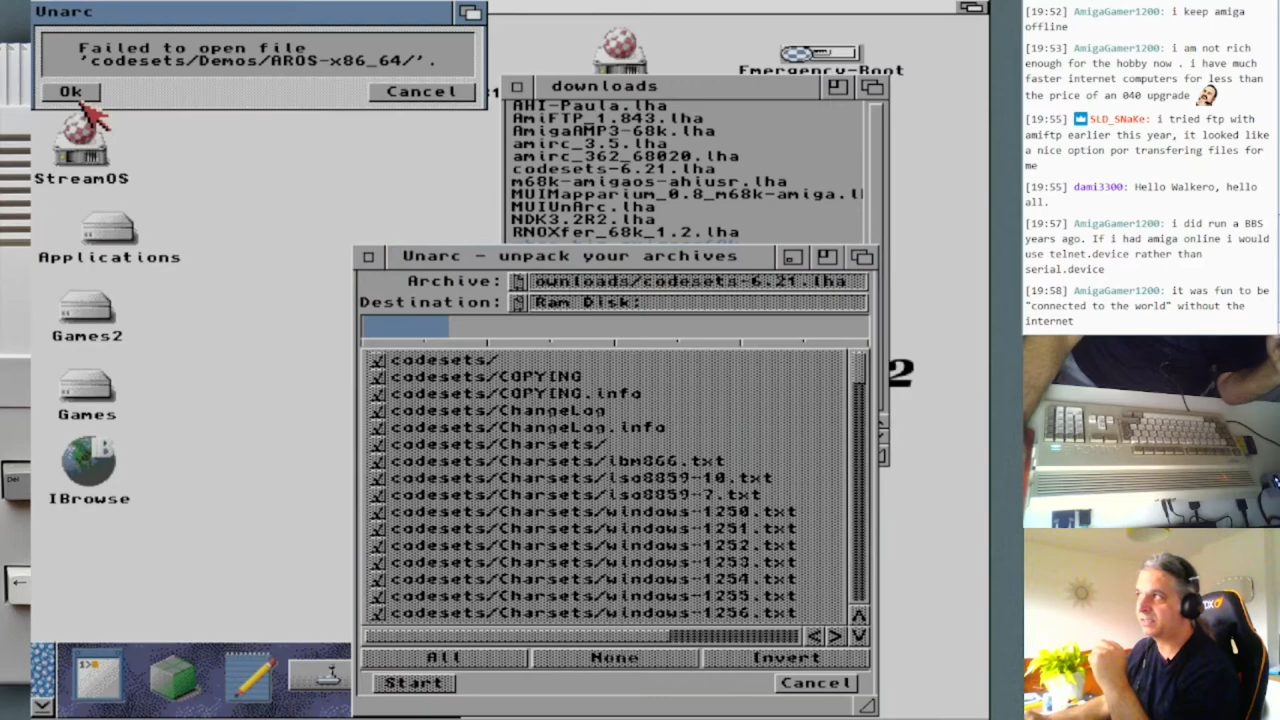 Unarc
Failed to open file
'codesets/Demos/AROS-x86_64/'.
Ok
Cancel
StreamOS
Applications
Games2
Games
IBrowse
Emergency-Root
downloads
AHI-Paula.lha
AmiFTP_1.843.lha
AmigaAMP3-68k.lha
amirc_3.5.lha
amirc_362_68020.lha
codesets-6.21.lha
m68k-amigaos-ahiusr.lha
MUIMapparium_0.8_m68k-amiga.l
MUIUnArc.lha
NDK3.2R2.lha
RNOXfer_68k_1.2.lha
Unarc - unpack your archives
Archive: ownloads/codesets-6.21.lha
Destination: Ram Disk:
codesets/
codesets/COPYING
codesets/COPYING.info
codesets/ChangeLog
codesets/ChangeLog.info
codesets/Charsets/
codesets/Charsets/ibm866.txt
codesets/Charsets/iso8859-10.txt
codesets/Charsets/iso8859-7.txt
codesets/Charsets/windows-1250.txt
codesets/Charsets/windows-1251.txt
codesets/Charsets/windows-1252.txt
codesets/Charsets/windows-1253.txt
codesets/Charsets/windows-1254.txt
codesets/Charsets/windows-1255.txt
codesets/Charsets/windows-1256.txt
All
None
Invert
Start
Cancel
2
Del
[19:52] AmigaGamer1200: i keep amiga
offline
[19:53] AmigaGamer1200: i am not rich
enough for the hobby now . i have much
faster internet computers for less than
the price of an 040 upgrade
[19:55] SLD_SNaKe: i tried ftp with
amiftp earlier this year, it looked like
a nice option por transfering files for
me
[19:55] dami3300: Hello Walkero, hello
all.
[19:57] AmigaGamer1200: i did run a BBS
years ago. If i had amiga online i would
use telnet.device rather than
serial.device
[19:58] AmigaGamer1200: it was fun to be
"connected to the world" without the
internet